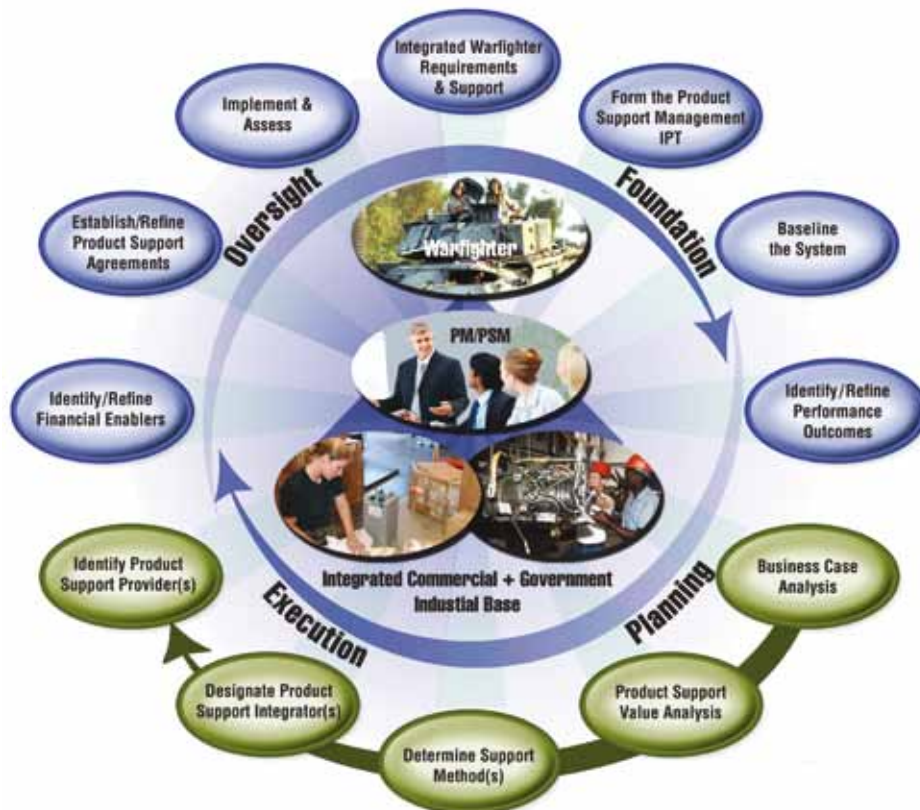 Integrated Warfighter
Requirements
& Support
Form the Product
Support Management
IPT
Baseline
the System
Identify/Refine
Performance
Outcomes
Business Case
Analysis
Product Support
Value Analysis
Determine Support
Method(s)
Designate Product
Support Integrator(s)
Identify Product
Support Provider(s)
Identify/Refine
Financial Enablers
Establish/Refine
Product Support
Agreements
Implement &
Assess
Oversight
Foundation
Planning
Execution
Warfighter
PM/PSM
Integrated Commercial + Government
Industial Base